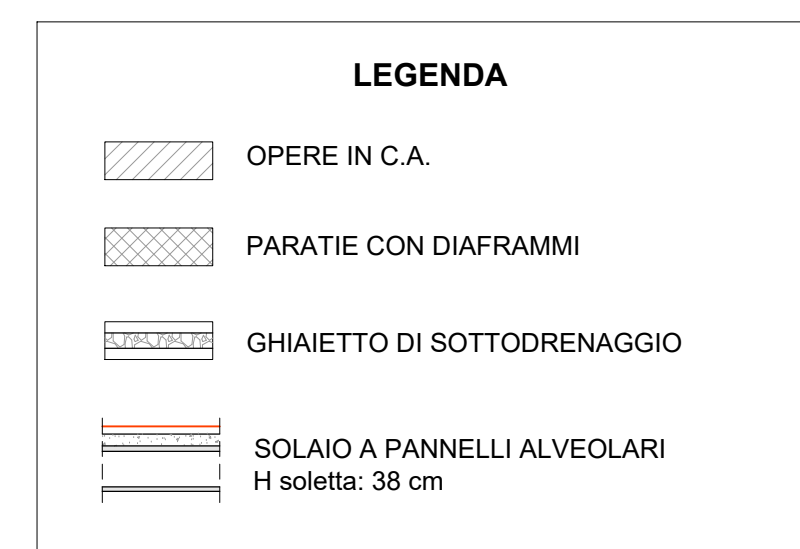 LEGENDA
OPERE IN C.A.
PARATIE CON DIAFRAMMI
GHIAIETTO DI SOTTODRENAGGIO
SOLAIO A PANNELLI ALVEOLARI
H soletta: 38 cm